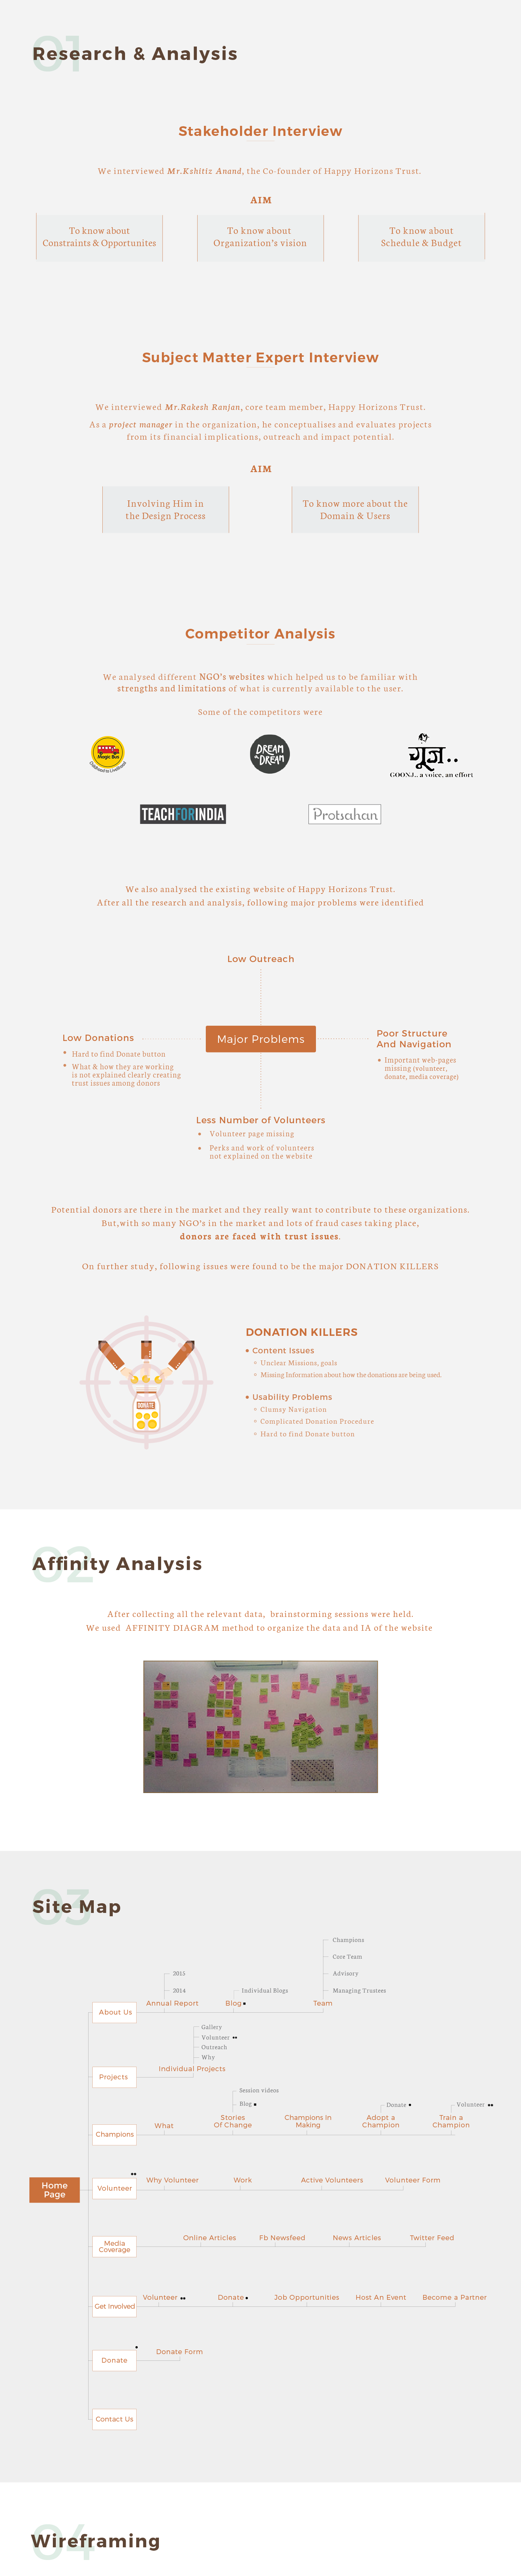 01
Research & Analysis
Stakeholder Interview
We interviewed Mr.Kshitiz Anand, the Co-founder of Happy Horizons Trust.
AIM
To know about
Constraints & Opportunites
To know about
Organization's vision
To know about
Schedule & Budget
Subject Matter Expert Interview
We interviewed Mr.Rakesh Ranjan, core team member, Happy Horizons Trust.
As a project manager in the organization, he conceptualises and evaluates projects
from its financial implications, outreach and impact potential.
AIM
Involving Him in
the Design Process
To know more about the
Domain & Users
Competitor Analysis
We analysed different NGO's websites which helped us to be familiar with
strengths and limitations of what is currently available to the user.
Some of the competitors were
Magic Bus
Childhood to Livelihood
DREAM
A
DREAM
गूंज..
GOONJ.. a voice, an effort
TEACHFORINDIA
Protsahan
We also analysed the existing website of Happy Horizons Trust.
After all the research and analysis, following major problems were identified
Low Outreach
Major Problems
Low Donations
Hard to find Donate button
What & how they are working
is not explained clearly creating
trust issues among donors
Poor Structure
And Navigation
Important web-pages
missing (volunteer,
donate, media coverage)
Less Number of Volunteers
Volunteer page missing
Perks and work of volunteers
not explained on the website
Potential donors are there in the market and they really want to contribute to these organizations.
But,with so many NGO's in the market and lots of fraud cases taking place,
donors are faced with trust issues.
On further study, following issues were found to be the major DONATION KILLERS
DONATE
DONATION KILLERS
Content Issues
Unclear Missions, goals
Missing Information about how the donations are being used.
Usability Problems
Clumsy Navigation
Complicated Donation Procedure
Hard to find Donate button
02
Affinity Analysis
After collecting all the relevant data, brainstorming sessions were held.
We used AFFINITY DIAGRAM method to organize the data and IA of the website
03
Site Map
Home
Page
About Us
Annual Report
2015
2014
Blog
Individual Blogs
Team
Champions
Core Team
Advisory
Managing Trustees
Projects
Individual Projects
Gallery
Volunteer
Outreach
Why
Champions
What
Stories
Of Change
Session videos
Blog
Champions In
Making
Adopt a
Champion
Donate
Train a
Champion
Volunteer
Volunteer
Why Volunteer
Work
Active Volunteers
Volunteer Form
Media
Coverage
Online Articles
Fb Newsfeed
News Articles
Twitter Feed
Get Involved
Volunteer
Donate
Job Opportunities
Host An Event
Become a Partner
Donate
Donate Form
Contact Us
04
Wireframing